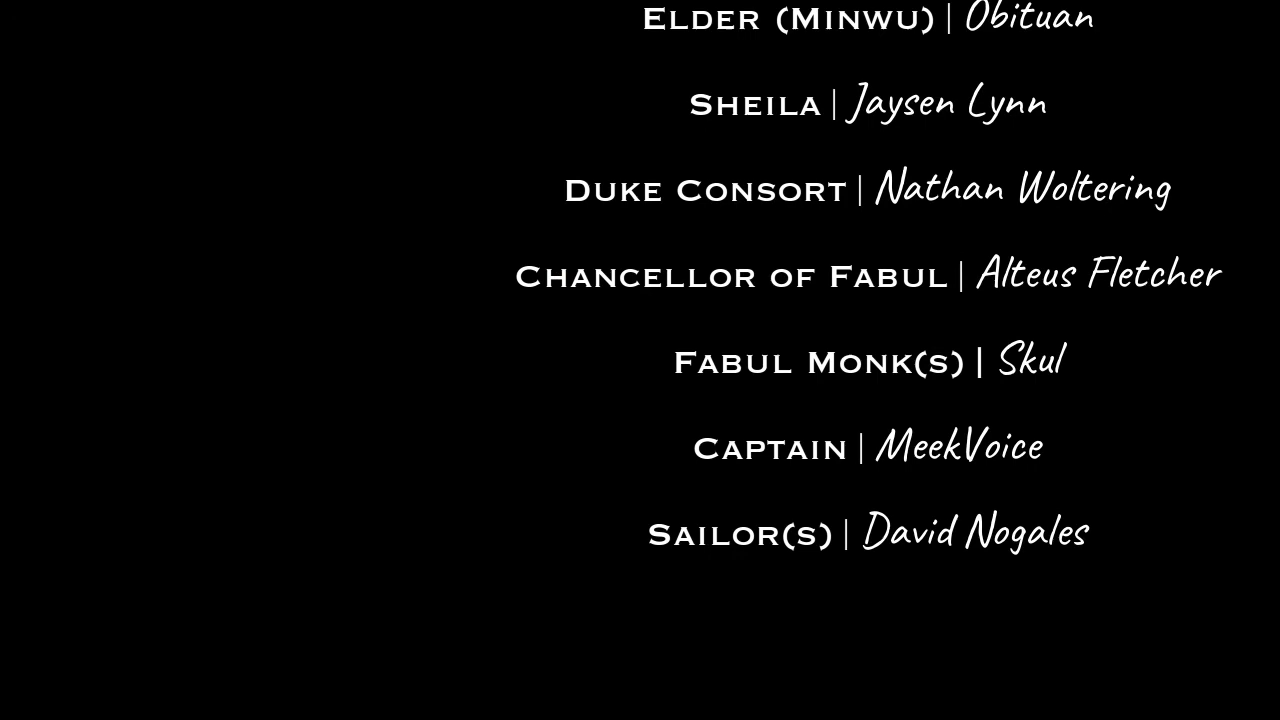 Elder (Minwu) | Obituan
Sheila | Jaysen Lynn
Duke Consort | Nathan Woltering
Chancellor of Fabul | Alteus Fletcher
Fabul Monk(s) | Skul
Captain | MeekVoice
Sailor(s) | David Nogales